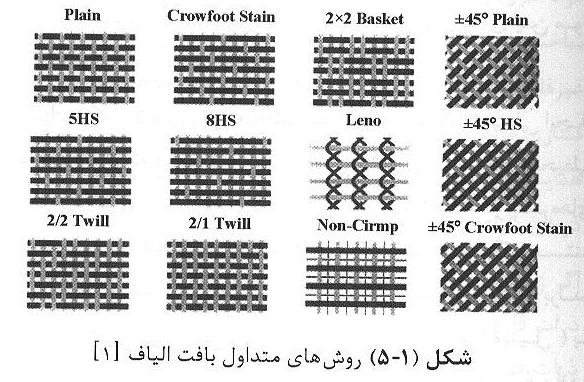 Plain Crowfoot Stain 2×2 Basket ±45° Plain
5HS 8HS Leno ±45° HS
2/2 Twill 2/1 Twill Non-Cirmp ±45° Crowfoot Stain
شکل (۱-۵) روش‌های متداول بافت الیاف [۱]